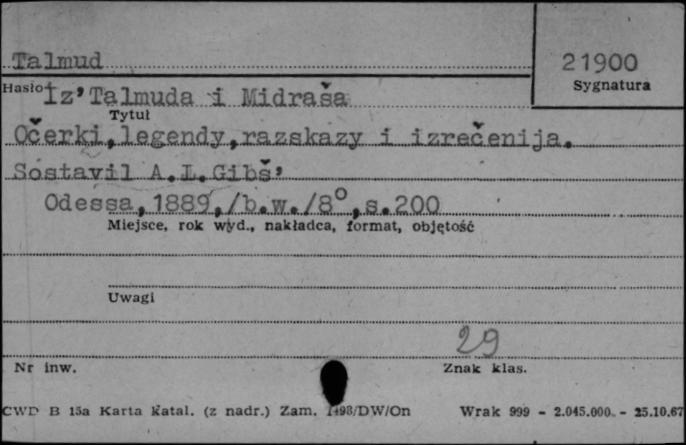 Talmud
21900
Hasło
Sygnatura
Iz’Talmuda i Midraša
Tytuł
Očerki,legendy,razskazy i izrečenija.
Sostavil A.L.Gibš’
Odessa,1889,/b.w./8°,s.200
Miejsce, rok wyd., nakładca, format, objętość
Uwagi
29
Nr inw.
Znak klas.
CWD B 15a Karta katal. (z nadr.) Zam. 1498/DW/On Wrak 999 - 2.045.000. - 25.10.67